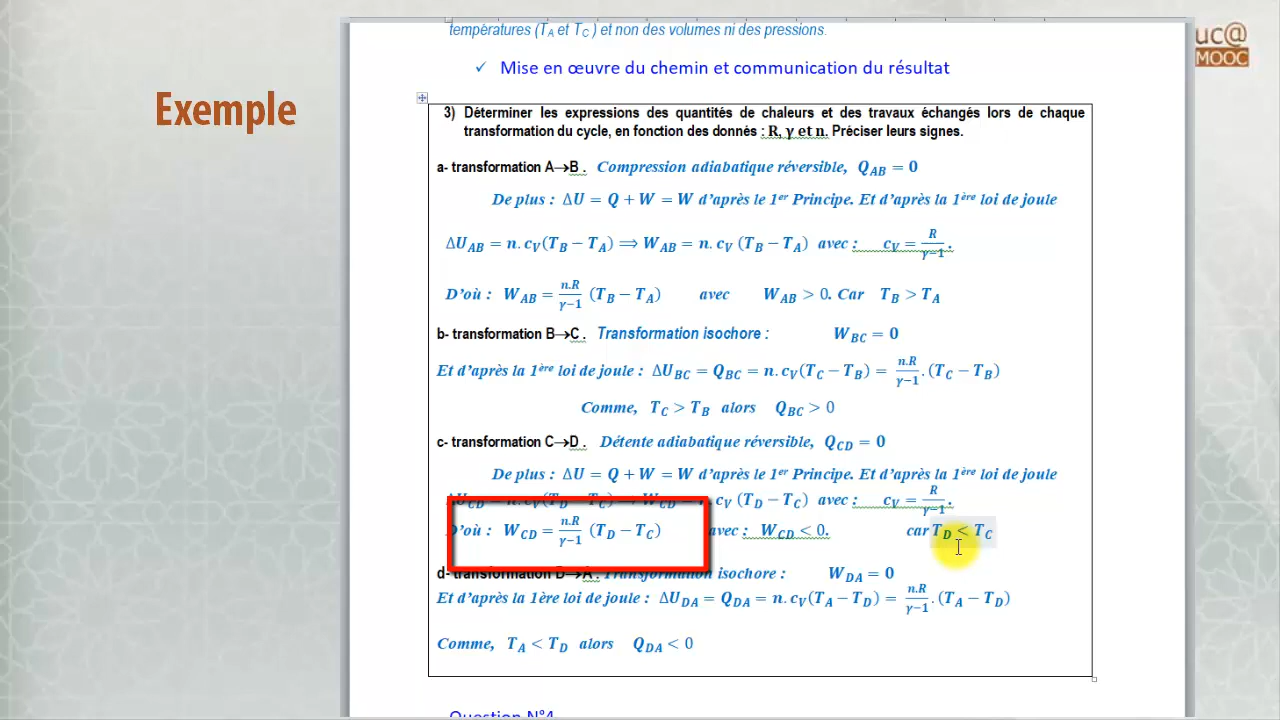 températures (T_A et T_C) et non des volumes ni des pressions.
uc@
MOOC
✓ Mise en œuvre du chemin et communication du résultat
Exemple
3) Déterminer les expressions des quantités de chaleurs et des travaux échangés lors de chaque
transformation du cycle, en fonction des donnés : R, γ et n. Préciser leurs signes.
a- transformation A→B . Compression adiabatique réversible, Q_AB = 0
De plus : ΔU = Q + W = W d'après le 1er Principe. Et d'après la 1ère loi de joule
ΔU_AB = n. c_V(T_B − T_A) ⟹ W_AB = n. c_V (T_B − T_A) avec : c_V = R/(γ−1) .
D'où : W_AB = n.R/(γ−1) (T_B − T_A) avec W_AB > 0. Car T_B > T_A
b- transformation B→C . Transformation isochore : W_BC = 0
Et d'après la 1ère loi de joule : ΔU_BC = Q_BC = n. c_V(T_C − T_B) = n.R/(γ−1) . (T_C − T_B)
Comme, T_C > T_B alors Q_BC > 0
c- transformation C→D . Détente adiabatique réversible, Q_CD = 0
De plus : ΔU = Q + W = W d'après le 1er Principe. Et d'après la 1ère loi de joule
ΔU_CD = n. c_V(T_D − T_C) ⟹ W_CD = n. c_V (T_D − T_C) avec : c_V = R/(γ−1) .
D'où : W_CD = n.R/(γ−1) (T_D − T_C) avec : W_CD < 0. car T_D < T_C
d- transformation D→A . Transformation isochore : W_DA = 0
Et d'après la 1ère loi de joule : ΔU_DA = Q_DA = n. c_V(T_A − T_D) = n.R/(γ−1) . (T_A − T_D)
Comme, T_A < T_D alors Q_DA < 0
Question N°4